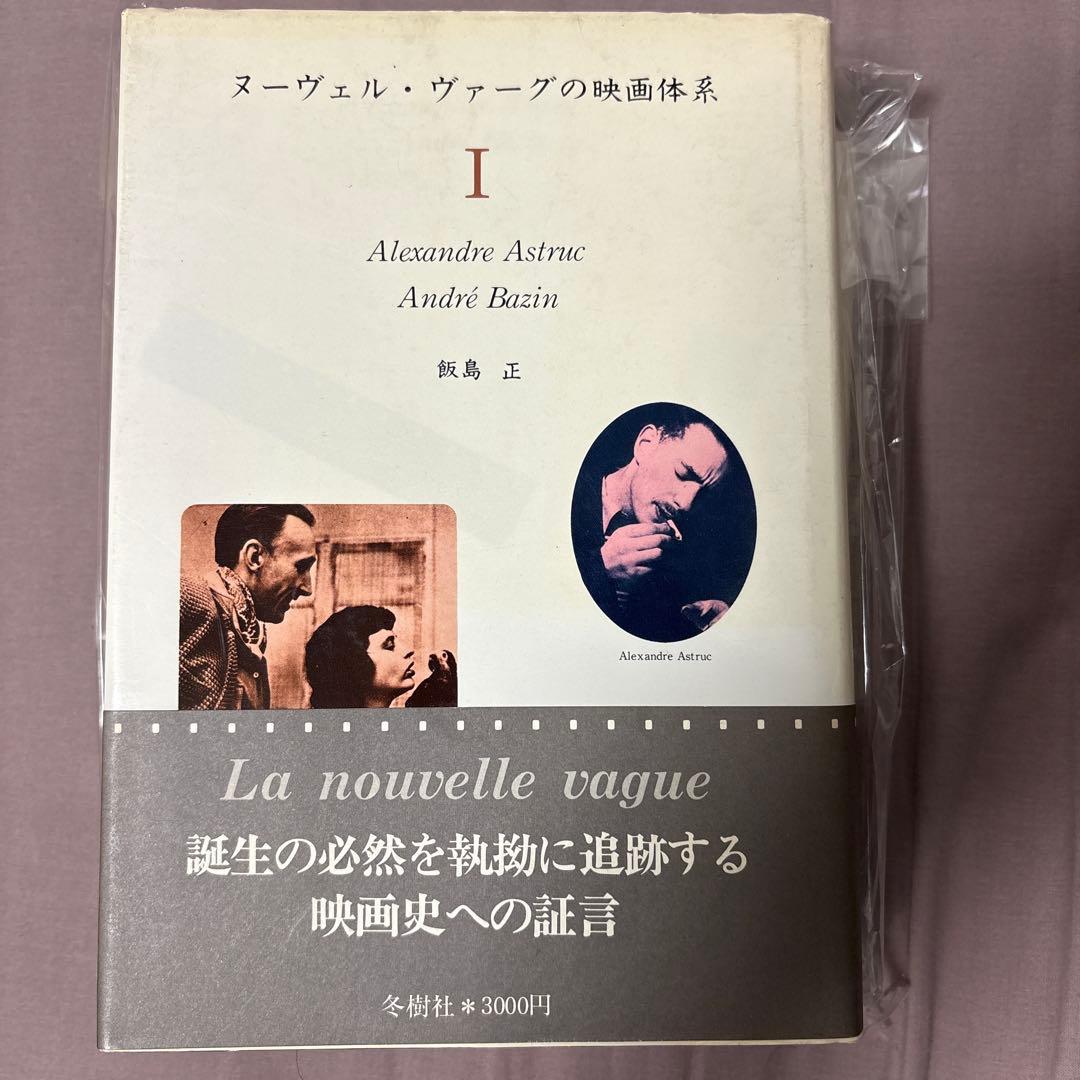 ヌーヴェル・ヴァーグの映画体系
I
Alexandre Astruc
André Bazin
飯島 正
Alexandre Astruc
La nouvelle vague
誕生の必然を執拗に追跡する
映画史への証言
冬樹社＊3000円